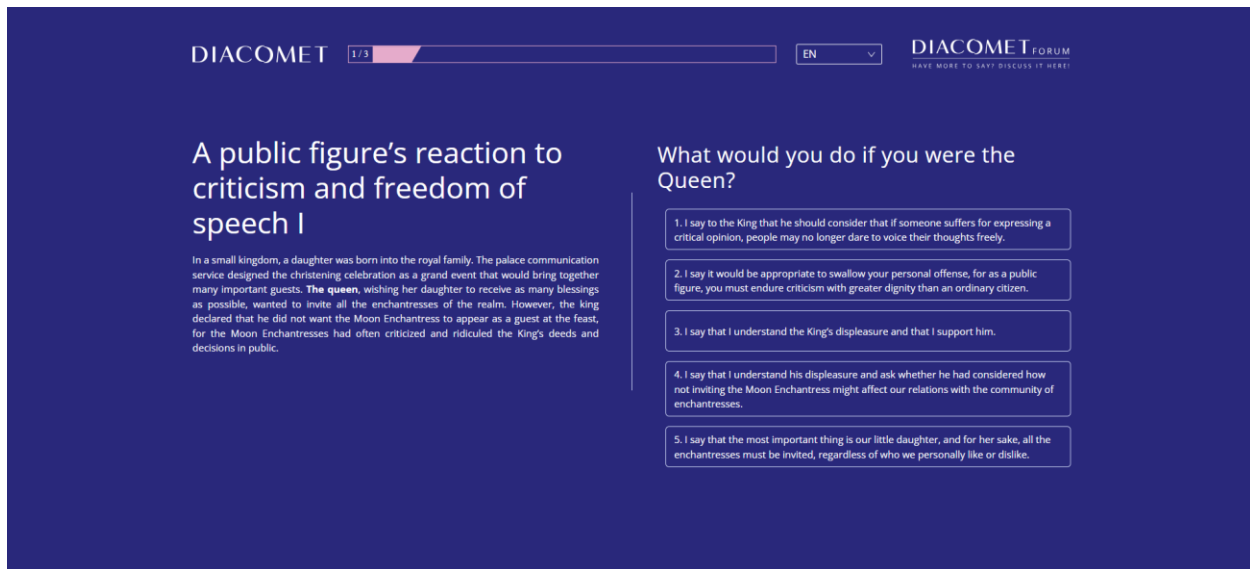 DIACOMET
1 / 3
EN
DIACOMET FORUM
HAVE MORE TO SAY? DISCUSS IT HERE!
A public figure's reaction to
criticism and freedom of
speech I
In a small kingdom, a daughter was born into the royal family. The palace communication
service designed the christening celebration as a grand event that would bring together
many important guests. The queen, wishing her daughter to receive as many blessings
as possible, wanted to invite all the enchantresses of the realm. However, the king
declared that he did not want the Moon Enchantress to appear as a guest at the feast,
for the Moon Enchantresses had often criticized and ridiculed the King's deeds and
decisions in public.
What would you do if you were the
Queen?
1. I say to the King that he should consider that if someone suffers for expressing a
critical opinion, people may no longer dare to voice their thoughts freely.
2. I say it would be appropriate to swallow your personal offense, for as a public
figure, you must endure criticism with greater dignity than an ordinary citizen.
3. I say that I understand the King's displeasure and that I support him.
4. I say that I understand his displeasure and ask whether he had considered how
not inviting the Moon Enchantress might affect our relations with the community of
enchantresses.
5. I say that the most important thing is our little daughter, and for her sake, all the
enchantresses must be invited, regardless of who we personally like or dislike.